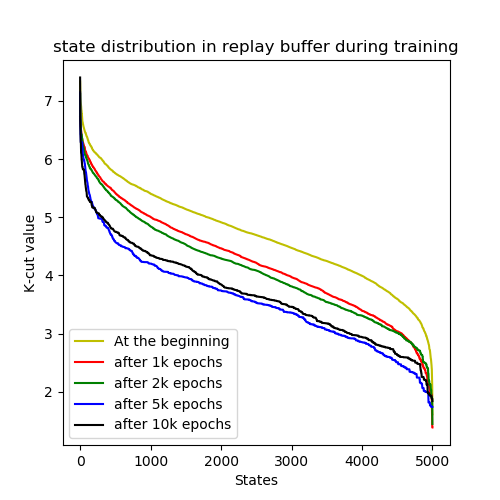 state distribution in replay buffer during training
K-cut value
7
6
5
4
3
2
At the beginning
after 1k epochs
after 2k epochs
after 5k epochs
after 10k epochs
0 1000 2000 3000 4000 5000
States